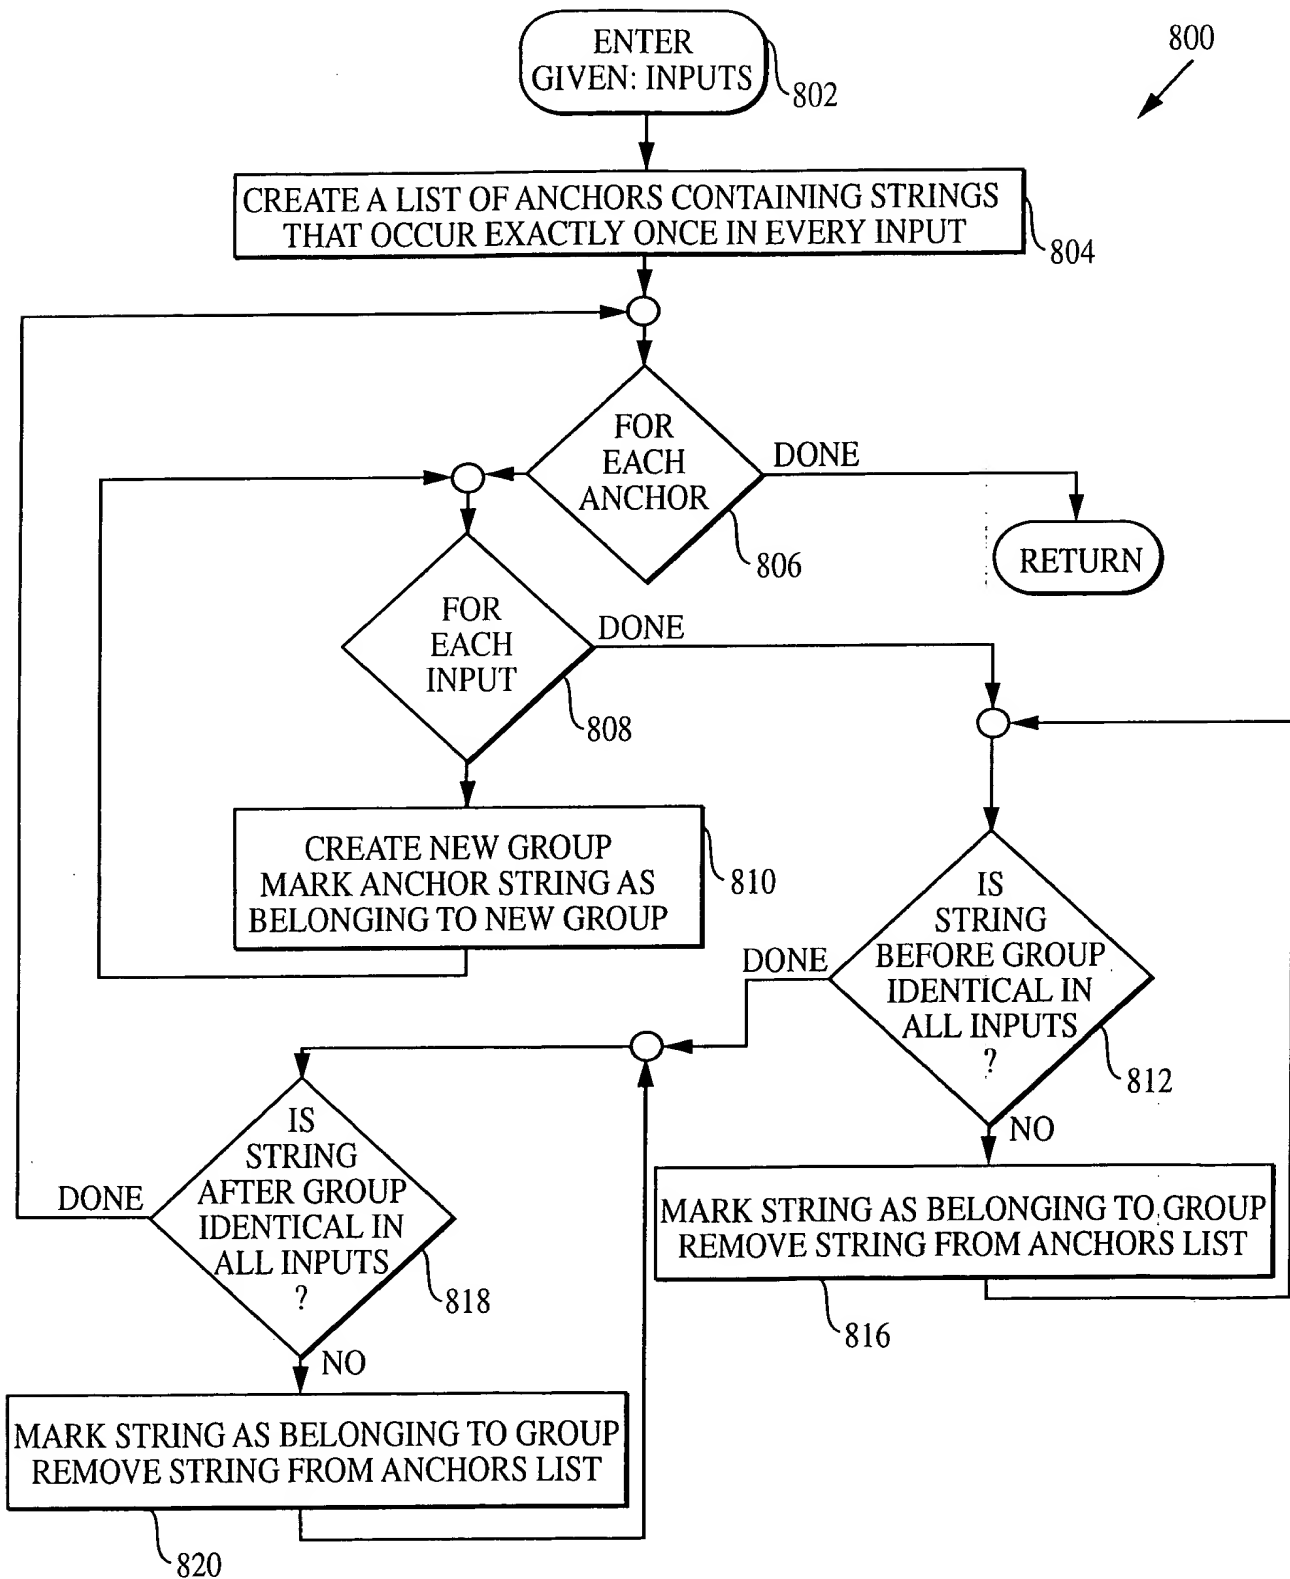 800
ENTER
GIVEN: INPUTS
802
CREATE A LIST OF ANCHORS CONTAINING STRINGS
THAT OCCUR EXACTLY ONCE IN EVERY INPUT
804
FOR
EACH
ANCHOR
DONE
806
RETURN
FOR
EACH
INPUT
DONE
808
CREATE NEW GROUP
MARK ANCHOR STRING AS
BELONGING TO NEW GROUP
810
IS
STRING
BEFORE GROUP
IDENTICAL IN
ALL INPUTS
?
DONE
812
NO
MARK STRING AS BELONGING TO GROUP
REMOVE STRING FROM ANCHORS LIST
816
IS
STRING
AFTER GROUP
IDENTICAL IN
ALL INPUTS
?
DONE
818
NO
MARK STRING AS BELONGING TO GROUP
REMOVE STRING FROM ANCHORS LIST
820